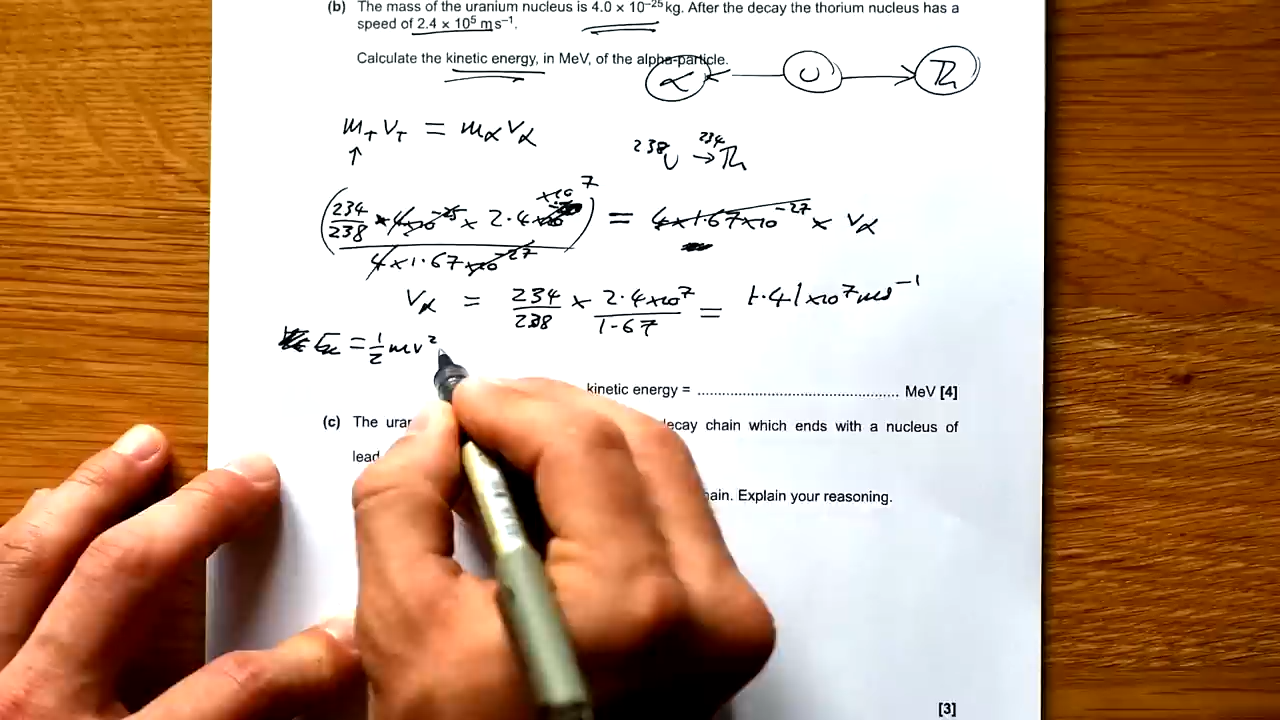 (b) The mass of the uranium nucleus is 4.0 × 10⁻²⁵ kg. After the decay the thorium nucleus has a
speed of 2.4 × 10⁵ m s⁻¹.
Calculate the kinetic energy, in MeV, of the alpha-particle.
α U Th
m_T V_T = m_α V_α
²³⁸U → ²³⁴Th
(234/238 × 4×10⁻²⁵ × 2.4 ×10⁷) / 4×1.67×10⁻²⁷ = 4×1.67×10⁻²⁷ × V_α
V_α = 234/238 × 2.4×10⁷/1.67 = 1.41×10⁷ ms⁻¹
= ½mv²
kinetic energy = ........................................ MeV [4]
(c) The decay chain which ends with a nucleus of
lead
Explain your reasoning.
[3]